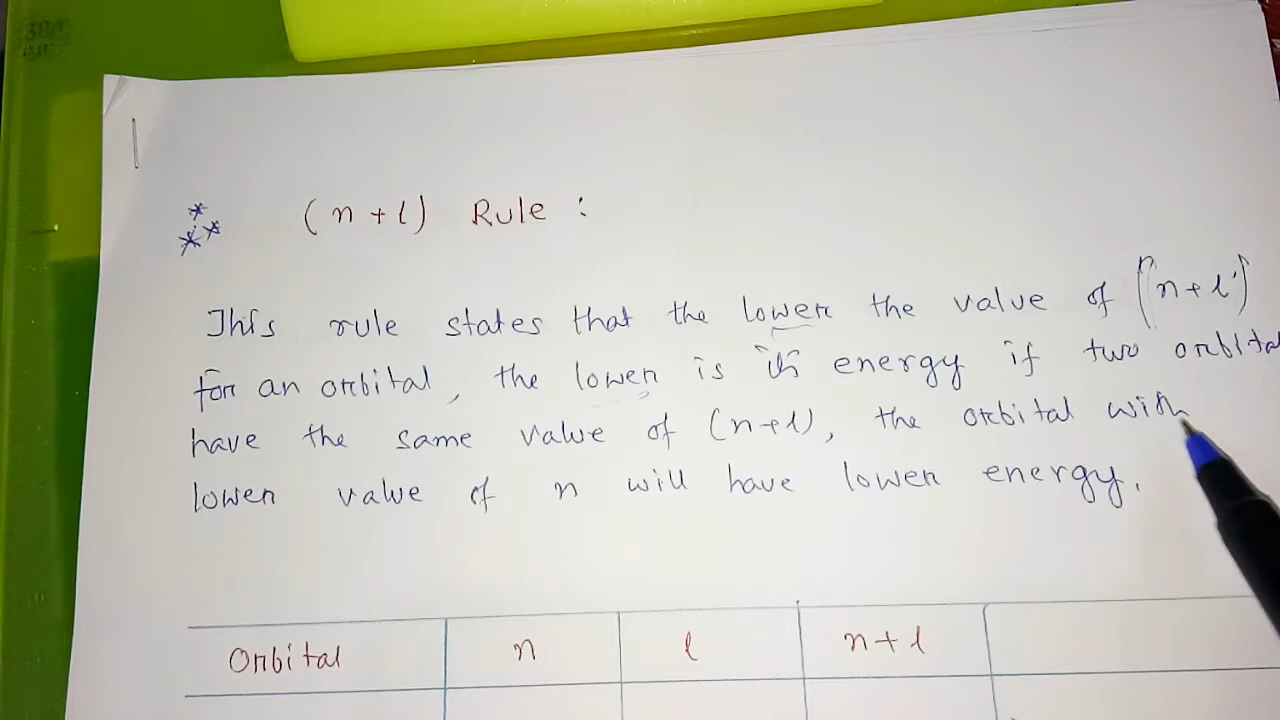 (n+l) Rule :
This rule states that the lower the value of (n+l)
for an orbital, the lower is its energy if two orbital
have the same value of (n+l), the orbital with
lower value of n will have lower energy.
Orbital n l n+l